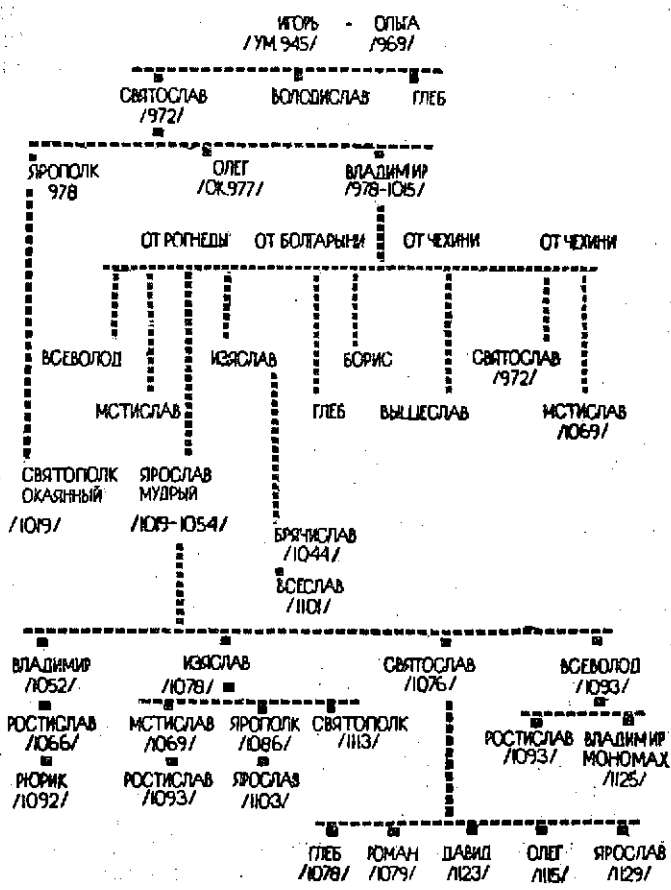 ИГОРЬ - ОЛЬГА
/УМ.945/ /969/
СВЯТОСЛАВ ВОЛОДИСЛАВ ГЛЕБ
/972/
ЯРОПОЛК ОЛЕГ ВЛАДИМИР
978 /ОК.977/ /978-1015/
ОТ РОГНЕДЫ ОТ БОЛГАРЫНИ ОТ ЧЕХИНИ ОТ ЧЕХИНИ
ВСЕВОЛОД ИЗЯСЛАВ БОРИС СВЯТОСЛАВ
/972/
МСТИСЛАВ ГЛЕБ ВЫШЕСЛАВ МСТИСЛАВ
/1069/
СВЯТОПОЛК ЯРОСЛАВ
ОКАЯННЫЙ МУДРЫЙ
/1019/ /1019-1054/
БРЯЧИСЛАВ
/1044/
ВСЕСЛАВ
/1101/
ВЛАДИМИР ИЗЯСЛАВ СВЯТОСЛАВ ВСЕВОЛОД
/1052/ /1078/ /1076/ /1093/
РОСТИСЛАВ МСТИСЛАВ ЯРОПОЛК СВЯТОПОЛК РОСТИСЛАВ ВЛАДИМИР
/1066/ /1069/ /1086/ /1113/ /1093/ МОНОМАХ
РЮРИК РОСТИСЛАВ ЯРОСЛАВ /1125/
/1092/ /1093/ /1103/
ГЛЕБ РОМАН ДАВИД ОЛЕГ ЯРОСЛАВ
/1078/ /1079/ /1123/ /1115/ /1129/